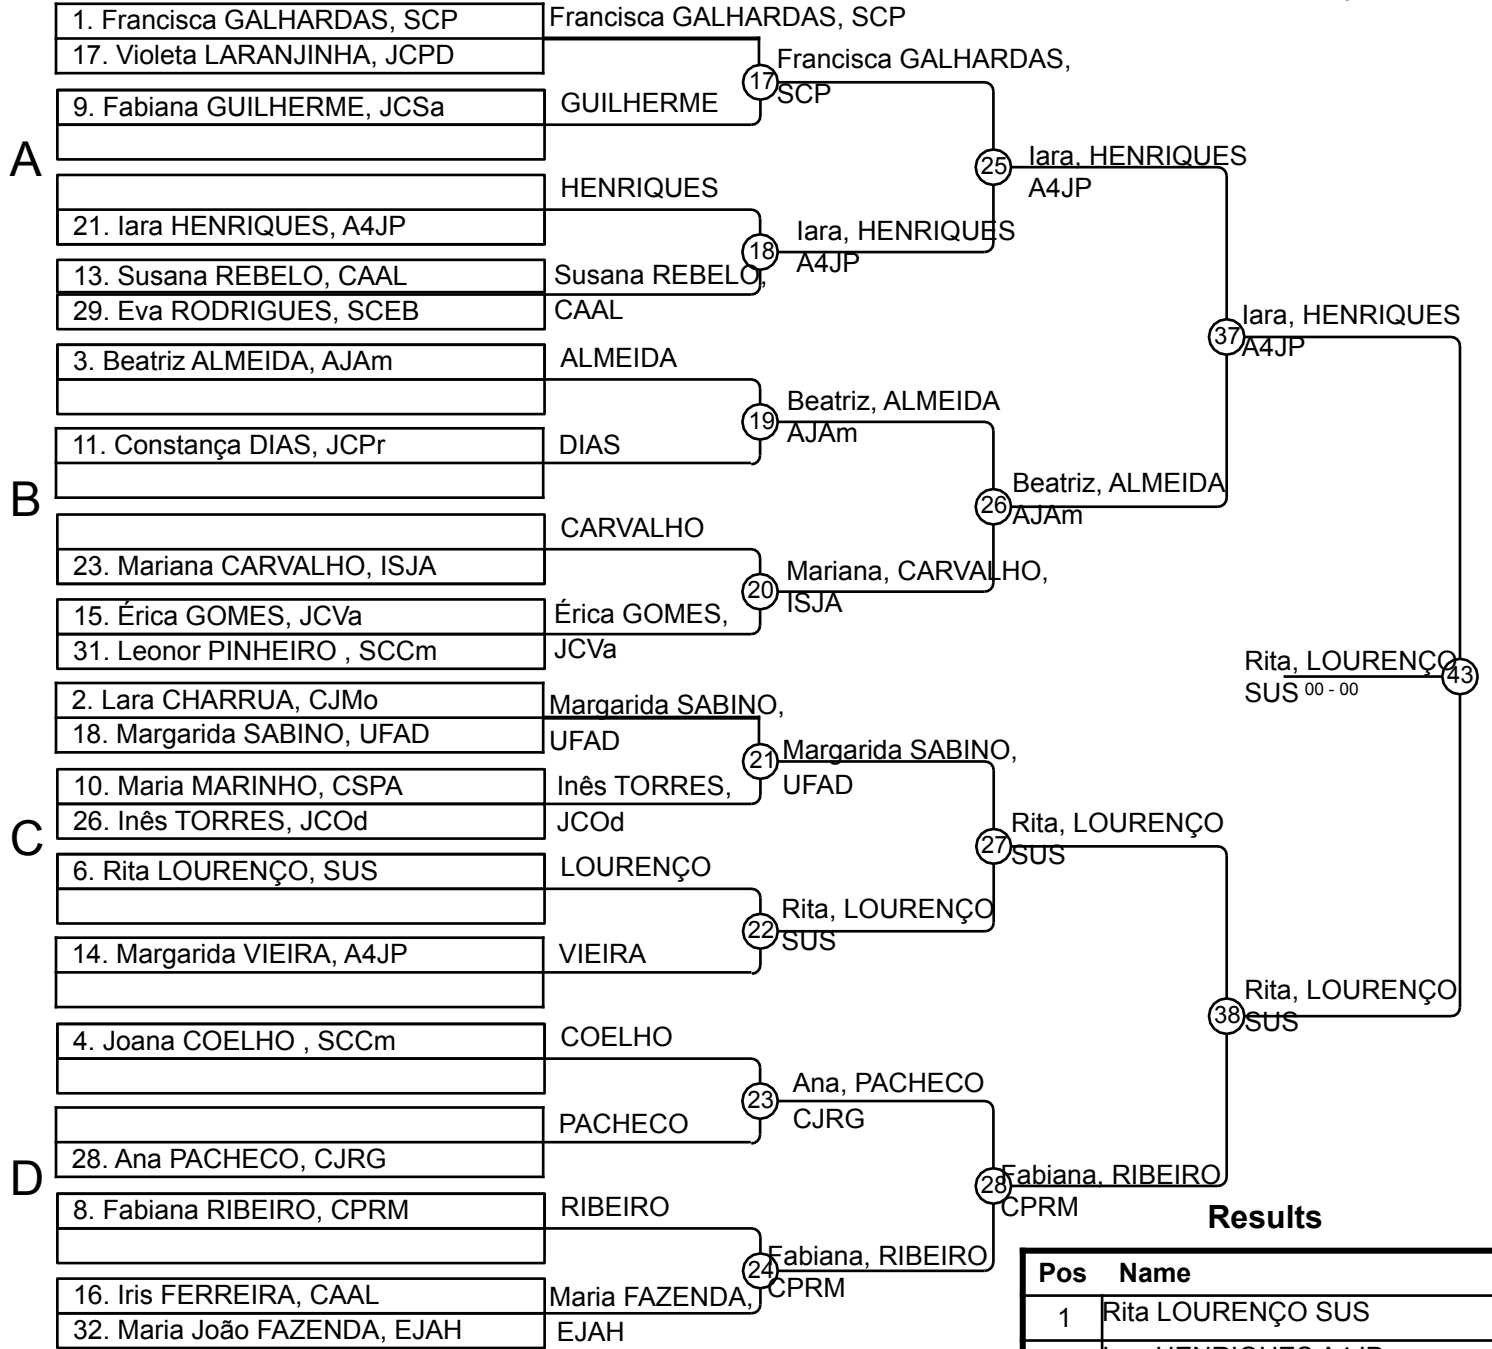 1. Francisca GALHARDAS, SCP
17. Violeta LARANJINHA, JCPD
9. Fabiana GUILHERME, JCSa
A
21. Iara HENRIQUES, A4JP
13. Susana REBELO, CAAL
29. Eva RODRIGUES, SCEB
3. Beatriz ALMEIDA, AJAm
11. Constança DIAS, JCPr
B
23. Mariana CARVALHO, ISJA
15. Érica GOMES, JCVa
31. Leonor PINHEIRO , SCCm
2. Lara CHARRUA, CJMo
18. Margarida SABINO, UFAD
10. Maria MARINHO, CSPA
26. Inês TORRES, JCOd
C
6. Rita LOURENÇO, SUS
14. Margarida VIEIRA, A4JP
4. Joana COELHO , SCCm
28. Ana PACHECO, CJRG
D
8. Fabiana RIBEIRO, CPRM
16. Iris FERREIRA, CAAL
32. Maria João FAZENDA, EJAH
Francisca GALHARDAS, SCP
GUILHERME
HENRIQUES
Susana REBELO,
CAAL
ALMEIDA
DIAS
CARVALHO
Érica GOMES,
JCVa
Margarida SABINO,
UFAD
Inês TORRES,
JCOd
LOURENÇO
VIEIRA
COELHO
PACHECO
RIBEIRO
Maria FAZENDA,
EJAH
17
Francisca GALHARDAS,
SCP
18
Iara, HENRIQUES
A4JP
19
Beatriz, ALMEIDA
AJAm
20
Mariana, CARVALHO,
ISJA
21
Margarida SABINO,
UFAD
22
Rita, LOURENÇO
SUS
23
Ana, PACHECO
CJRG
24
Fabiana, RIBEIRO
CPRM
25
Iara, HENRIQUES
A4JP
26
Beatriz, ALMEIDA
AJAm
27
Rita, LOURENÇO
SUS
28
Fabiana, RIBEIRO
CPRM
37
Iara, HENRIQUES
A4JP
38
Rita, LOURENÇO
SUS
43
Rita, LOURENÇO
SUS 00 - 00
Results
Pos Name
1 Rita LOURENÇO SUS